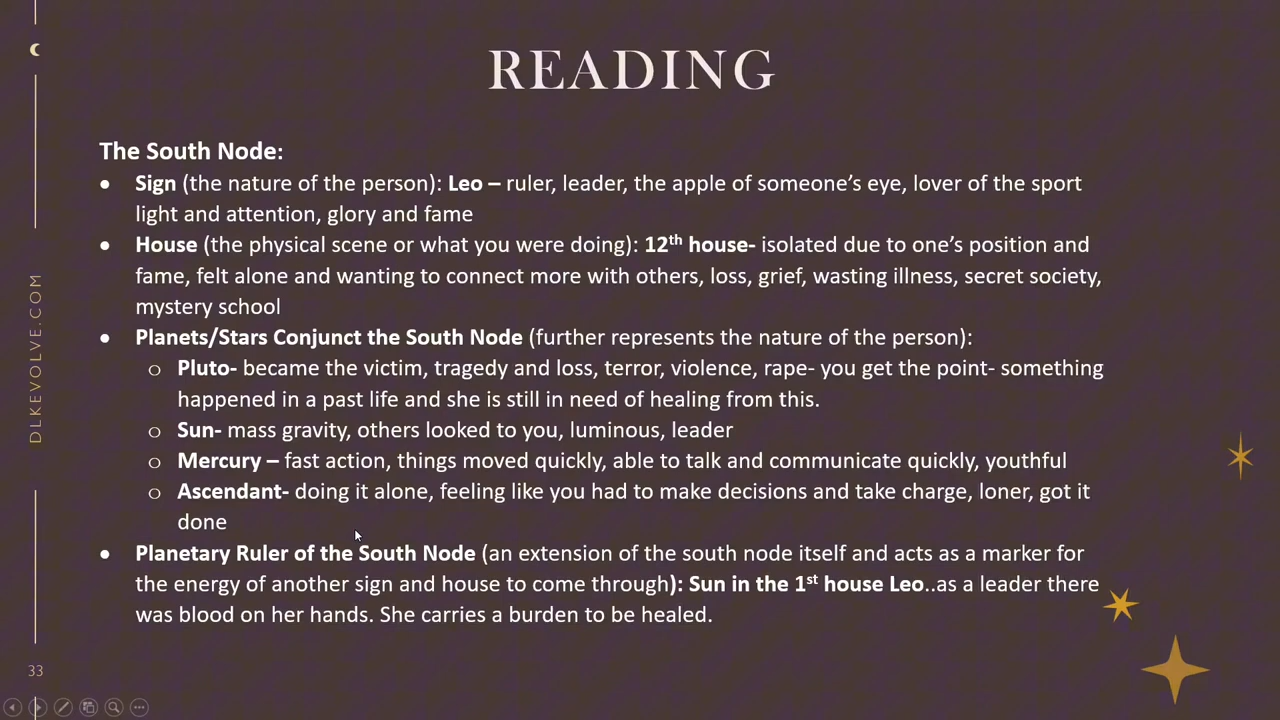 READING
The South Node:
• Sign (the nature of the person): Leo – ruler, leader, the apple of someone’s eye, lover of the sport
light and attention, glory and fame
• House (the physical scene or what you were doing): 12th house- isolated due to one’s position and
fame, felt alone and wanting to connect more with others, loss, grief, wasting illness, secret society,
mystery school
• Planets/Stars Conjunct the South Node (further represents the nature of the person):
o Pluto- became the victim, tragedy and loss, terror, violence, rape- you get the point- something
happened in a past life and she is still in need of healing from this.
o Sun- mass gravity, others looked to you, luminous, leader
o Mercury – fast action, things moved quickly, able to talk and communicate quickly, youthful
o Ascendant- doing it alone, feeling like you had to make decisions and take charge, loner, got it
done
• Planetary Ruler of the South Node (an extension of the south node itself and acts as a marker for
the energy of another sign and house to come through): Sun in the 1st house Leo..as a leader there
was blood on her hands. She carries a burden to be healed.
DLKEVOLVE.COM
33